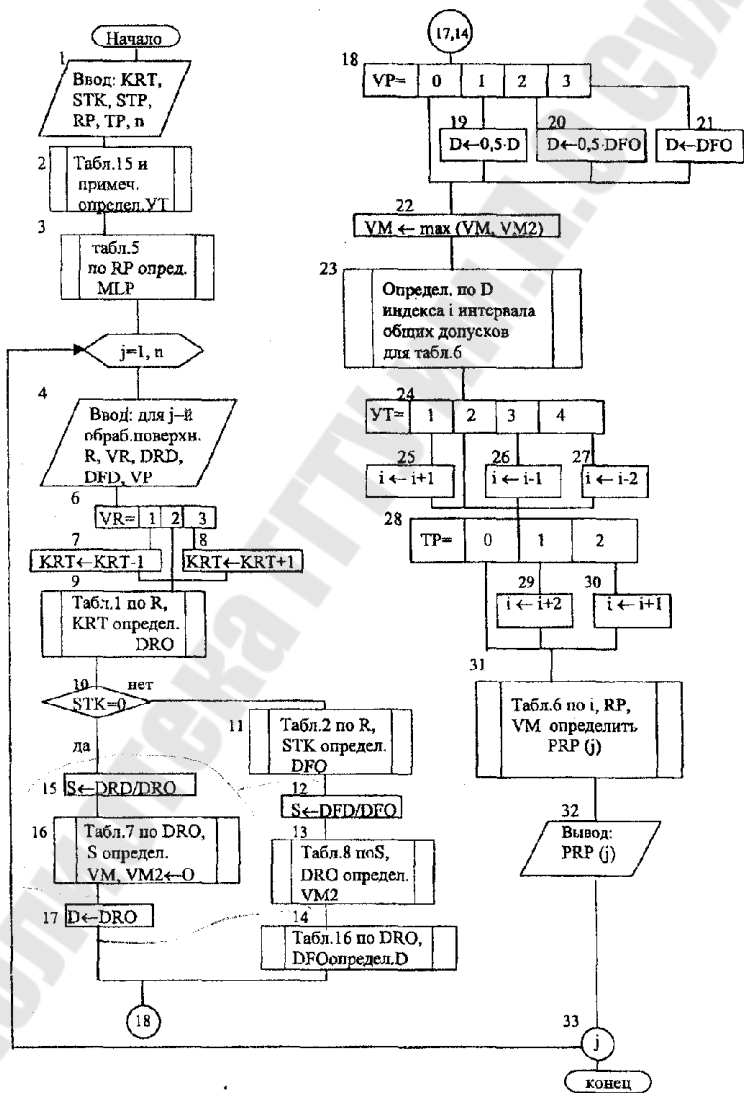 Начало
1
Ввод: KRT,
STK, STP,
RP, TP, n
2
Табл.15 и
примеч.
определ.УТ
3
табл.5
по RP опред.
MLP
j=1, n
4
Ввод: для j-й
обраб.поверхн.
R, VR, DRD,
DFD, VP
6
VR= 1 2 3
7
KRT←KRT-1
8
KRT←KRT+1
9
Табл.1 по R,
KRT определ.
DRO
10
STK=0
нет
да
11
Табл.2 по R,
STK определ.
DFO
12
S←DFD/DFO
13
Табл.8 поS,
DRO определ.
VM2
14
Табл.16 по DRO,
DFOопредел.D
15
S←DRD/DRO
16
Табл.7 по DRO,
S определ.
VM, VM2←O
17
D←DRO
18
17,14
18
VP= 0 1 2 3
19
D←0,5·D
20
D←0,5·DFO
21
D←DFO
22
VM ← max (VM, VM2)
23
Определ. по D
индекса i интервала
общих допусков
для табл.6
24
УТ= 1 2 3 4
25
i ← i+1
26
i ← i-1
27
i ← i-2
28
TP= 0 1 2
29
i ← i+2
30
i ← i+1
31
Табл.6 по i, RP,
VM определить
PRP (j)
32
Вывод:
PRP (j)
33
j
конец